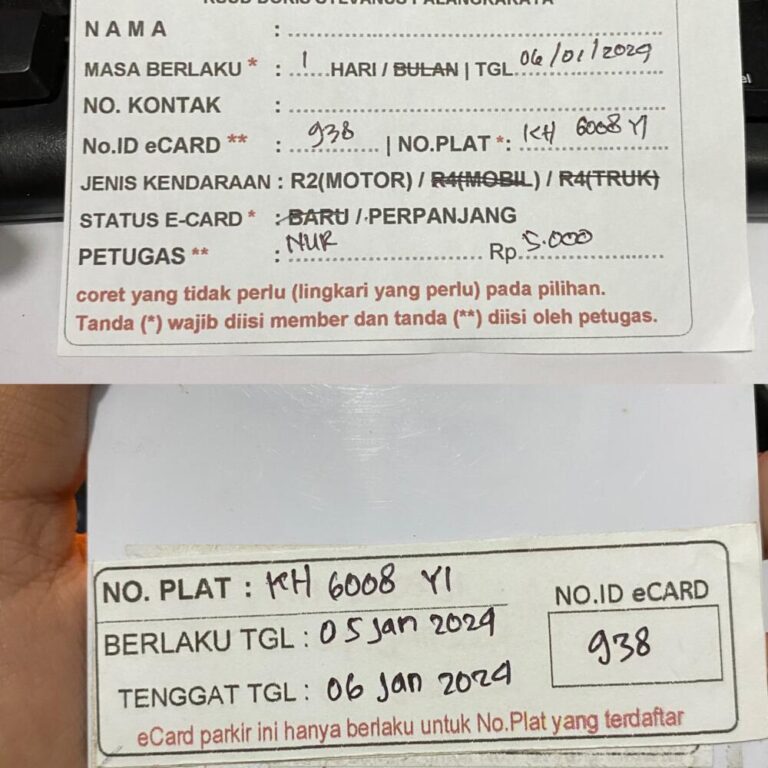 RSUD DORIS SYLVANUS PALANGKARAYA
NAMA : ........................
MASA BERLAKU * : 1 HARI / BULAN | TGL 06/01/2024
NO. KONTAK : ........................
No.ID eCARD ** : 938 | NO.PLAT *: KH 6008 YI
JENIS KENDARAAN : R2(MOTOR) / R4(MOBIL) / R4(TRUK)
STATUS E-CARD * : BARU / PERPANJANG
PETUGAS ** : NUR Rp. 5.000
coret yang tidak perlu (lingkari yang perlu) pada pilihan.
Tanda (*) wajib diisi member dan tanda (**) diisi oleh petugas.
NO. PLAT : KH 6008 YI
BERLAKU TGL : 05 Jan 2024
TENGGAT TGL : 06 Jan 2024
NO.ID eCARD
938
eCard parkir ini hanya berlaku untuk No.Plat yang terdaftar